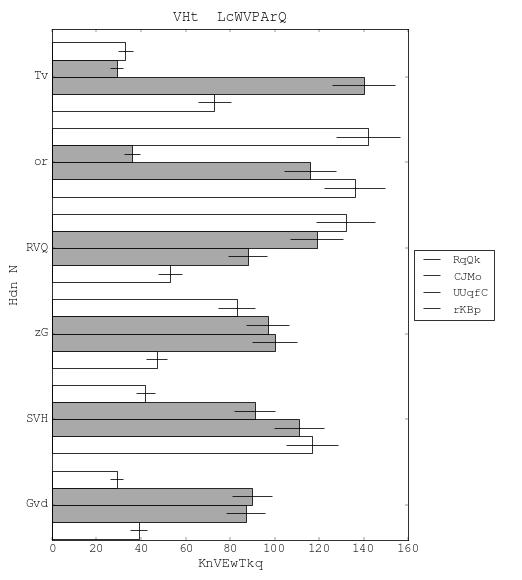 VHt LcWVPArQ
Tv
or
RVQ
zG
SVH
Gvd
Hdn N
0 20 40 60 80 100 120 140 160
KnVEwTkq
RqQk
CJMo
UUqfC
rKBp